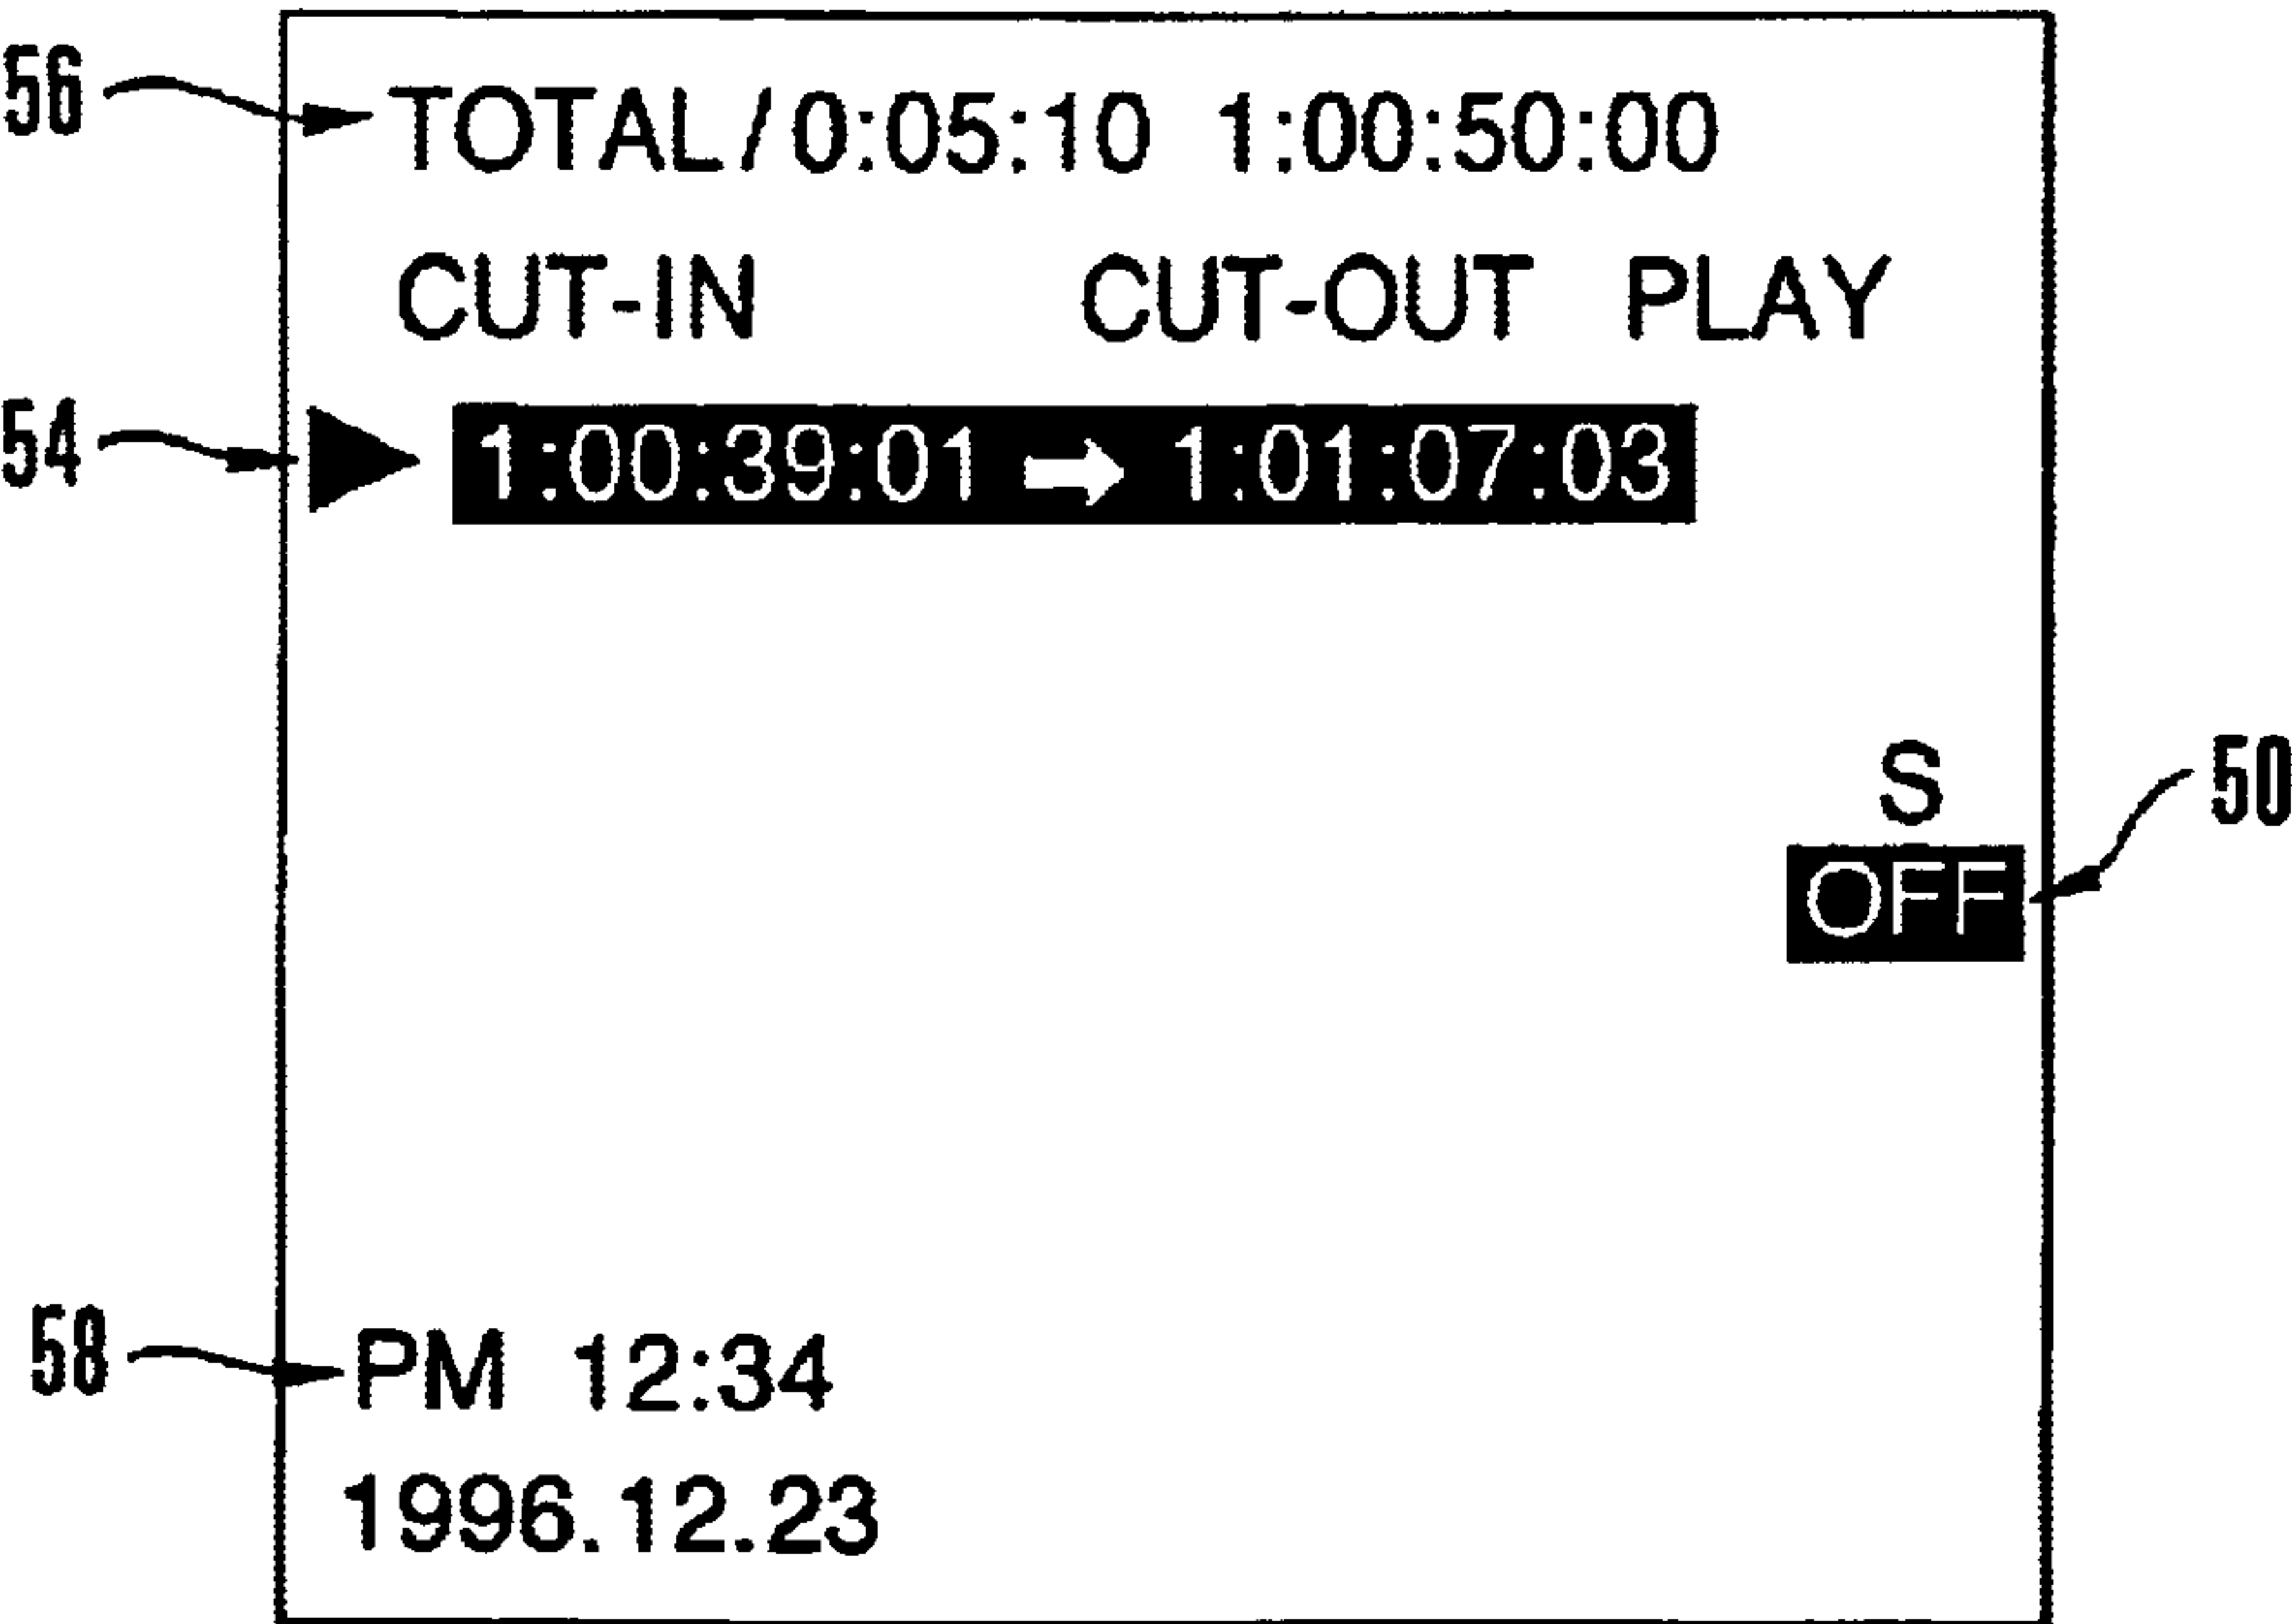 56
TOTAL/0:05:10 1:00:50:00
CUT-IN CUT-OUT PLAY
54
1:00:39:01 → 1:01:07:03
S
50
OFF
58
PM 12:34
1996.12.23